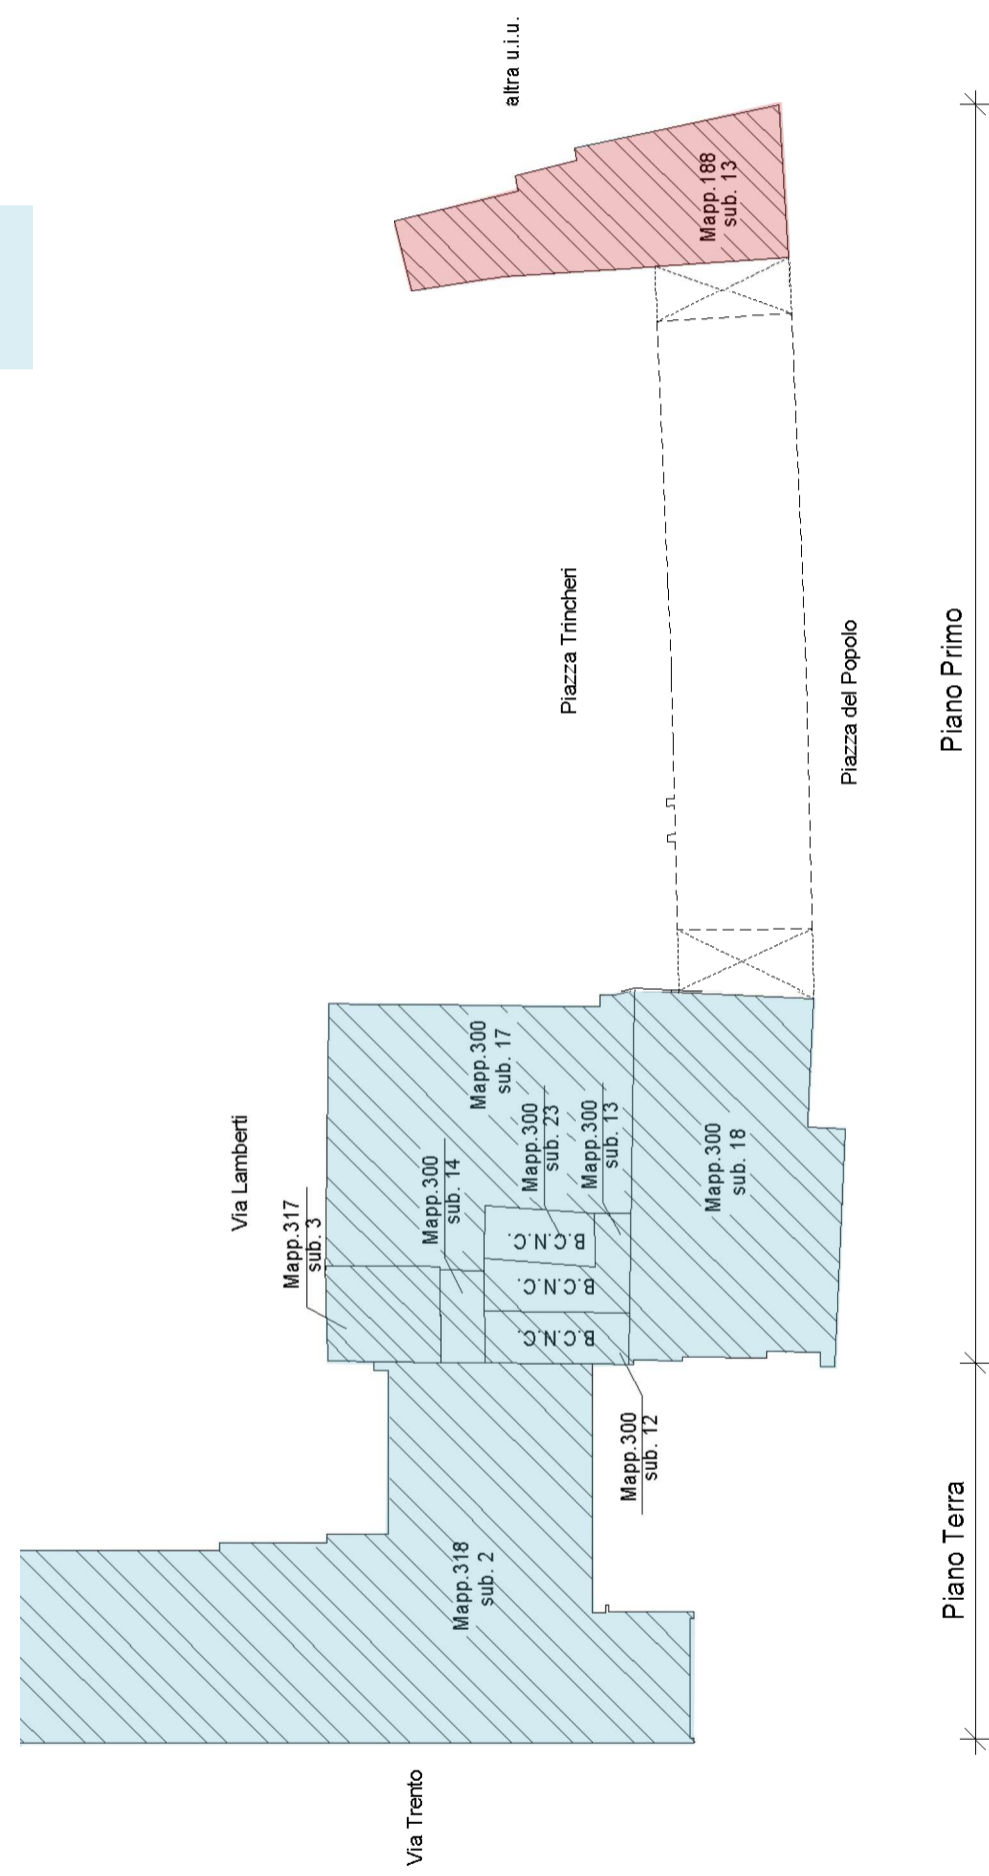 altra u.i.u.
Mapp.188
sub. 13
Piazza Trincheri
Piazza del Popolo
Piano Primo
Mapp.300
sub. 17
Mapp.300
sub. 23
Mapp.300
sub. 13
Mapp.300
sub. 18
Via Lamberti
Mapp.317
sub. 3
Mapp.300
sub. 14
B.C.N.C.
B.C.N.C.
B.C.N.C.
Mapp.300
sub. 12
Mapp.318
sub. 2
Piano Terra
Via Trento